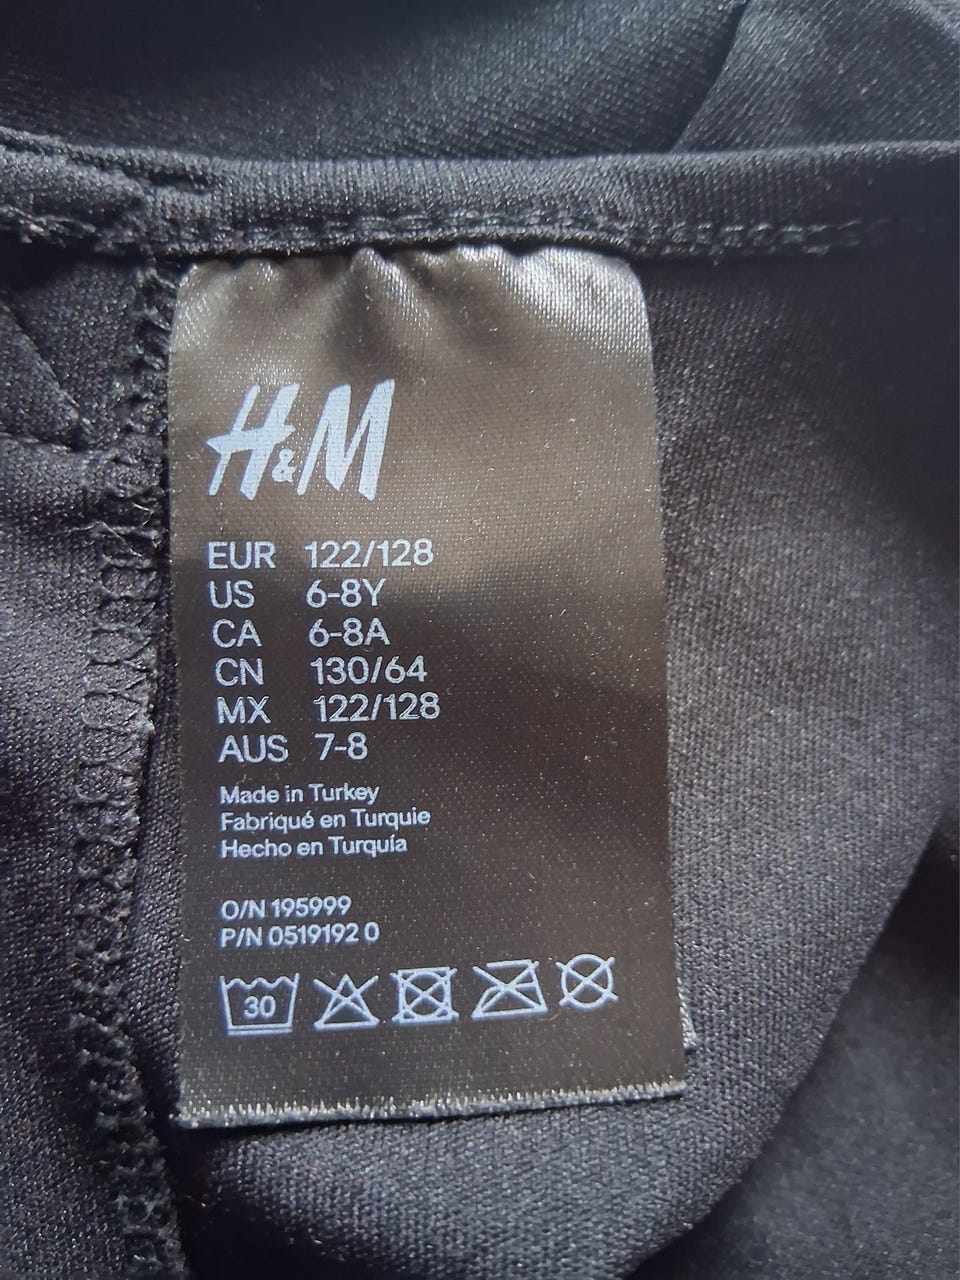 H&M
EUR 122/128
US 6-8Y
CA 6-8A
CN 130/64
MX 122/128
AUS 7-8
Made in Turkey
Fabriqué en Turquie
Hecho en Turquía
O/N 195999
P/N 0519192 0
30